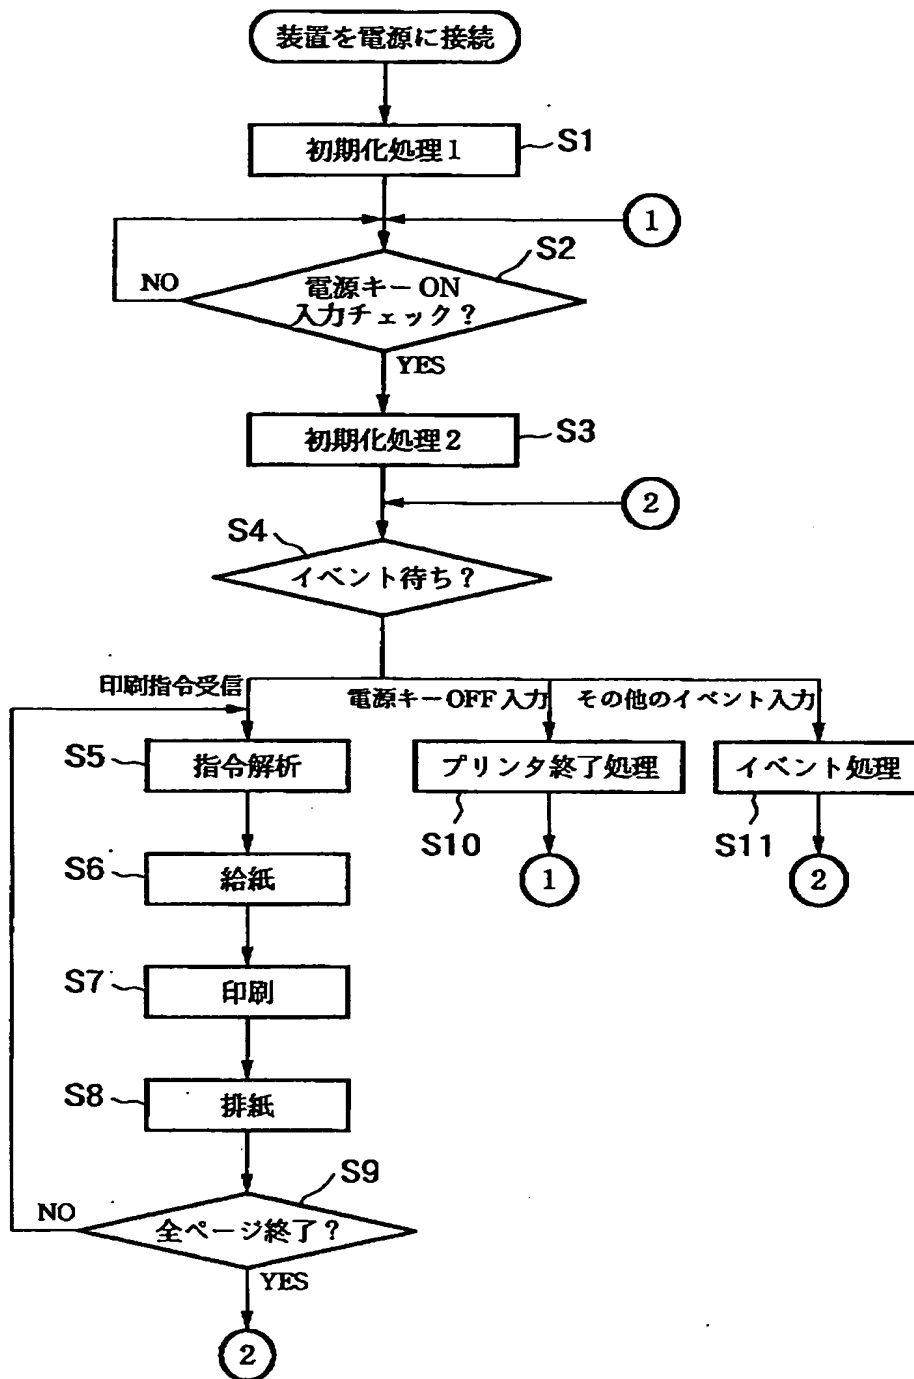 装置を電源に接続
初期化処理1
S1
1
S2
NO
電源キーON
入力チェック?
YES
初期化処理2
S3
2
S4
イベント待ち?
印刷指令受信
電源キーOFF入力
その他のイベント入力
S5
指令解析
プリンタ終了処理
イベント処理
S10
S11
S6
給紙
1
2
S7
印刷
S8
排紙
S9
NO
全ページ終了?
YES
2